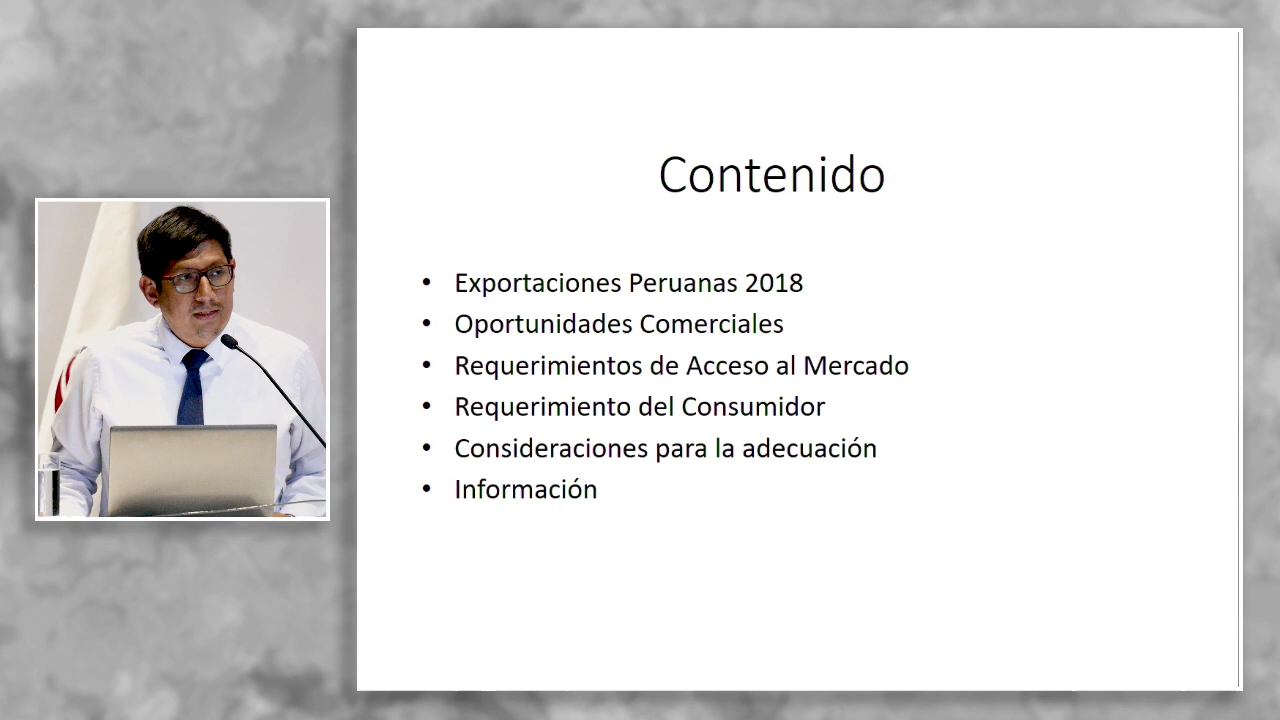 Contenido
• Exportaciones Peruanas 2018
• Oportunidades Comerciales
• Requerimientos de Acceso al Mercado
• Requerimiento del Consumidor
• Consideraciones para la adecuación
• Información